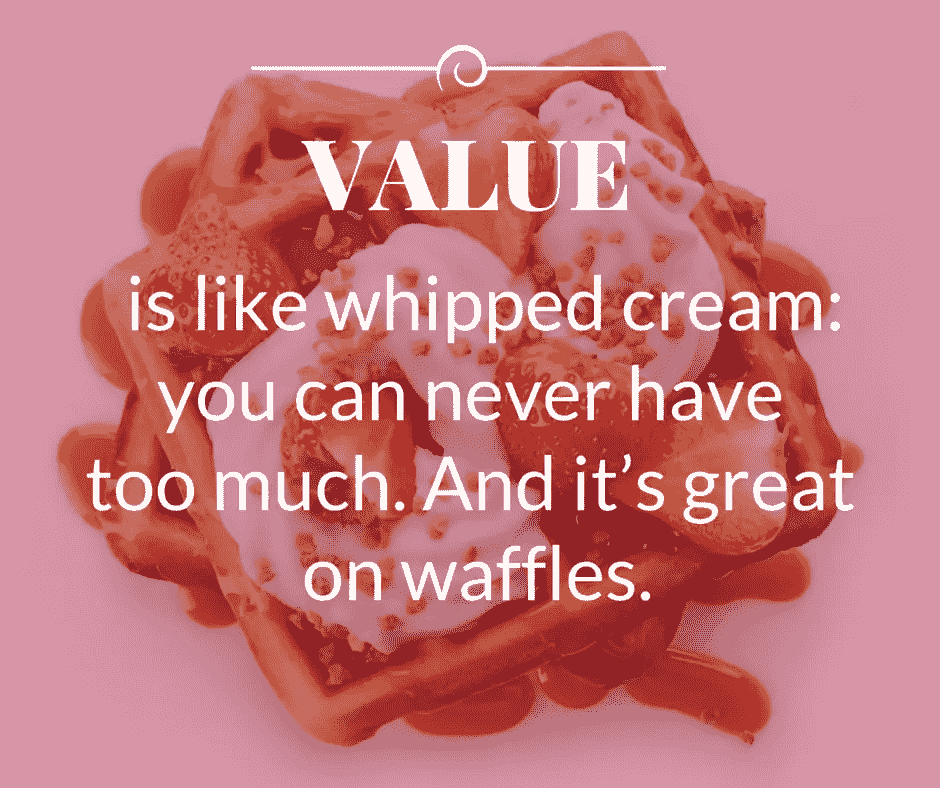 VALUE
is like whipped cream:
you can never have
too much. And it’s great
on waffles.